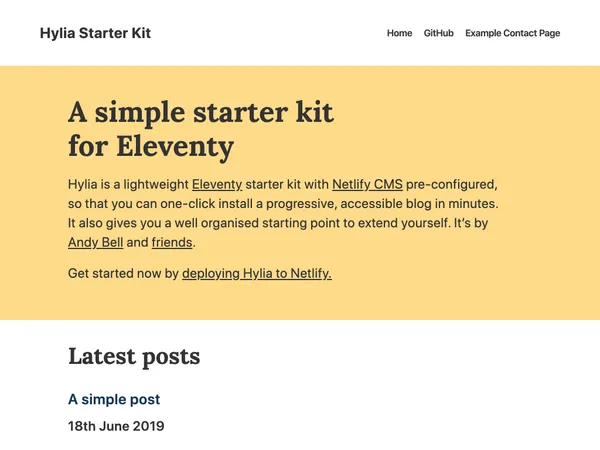 Hylia Starter Kit
Home GitHub Example Contact Page
A simple starter kit
for Eleventy
Hylia is a lightweight Eleventy starter kit with Netlify CMS pre-configured,
so that you can one-click install a progressive, accessible blog in minutes.
It also gives you a well organised starting point to extend yourself. It’s by
Andy Bell and friends.
Get started now by deploying Hylia to Netlify.
Latest posts
A simple post
18th June 2019